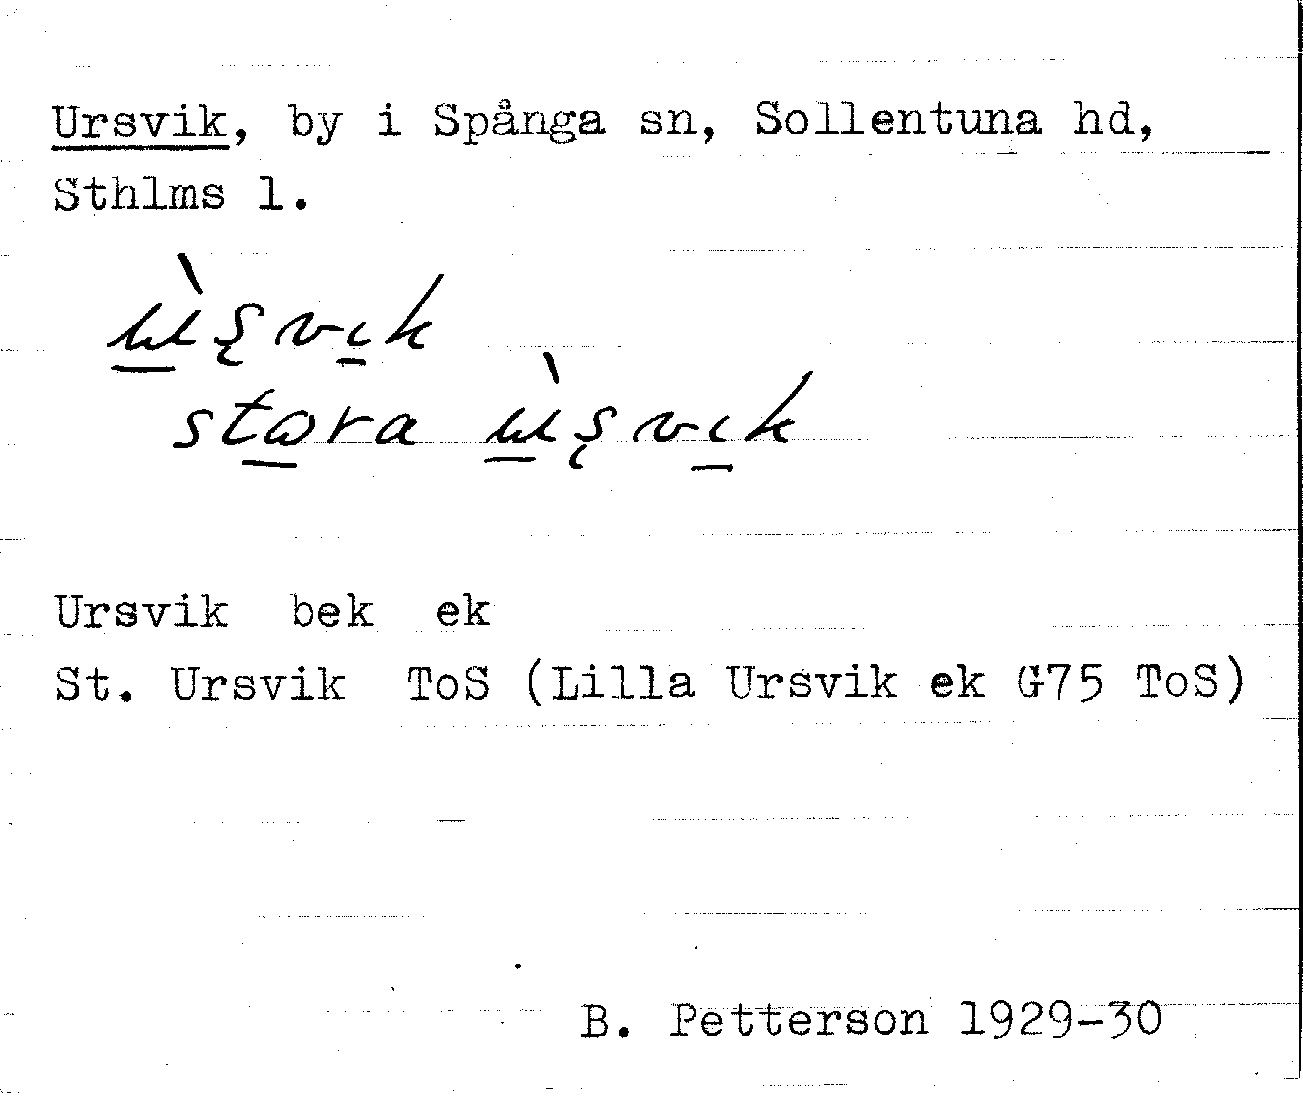 Ursvik, by i Spånga sn, Sollentuna hd,
Sthlms l.
Ursvik bek ek
St. Ursvik ToS (Lilla Ursvik ek G75 ToS)
B. Petterson 1929-30